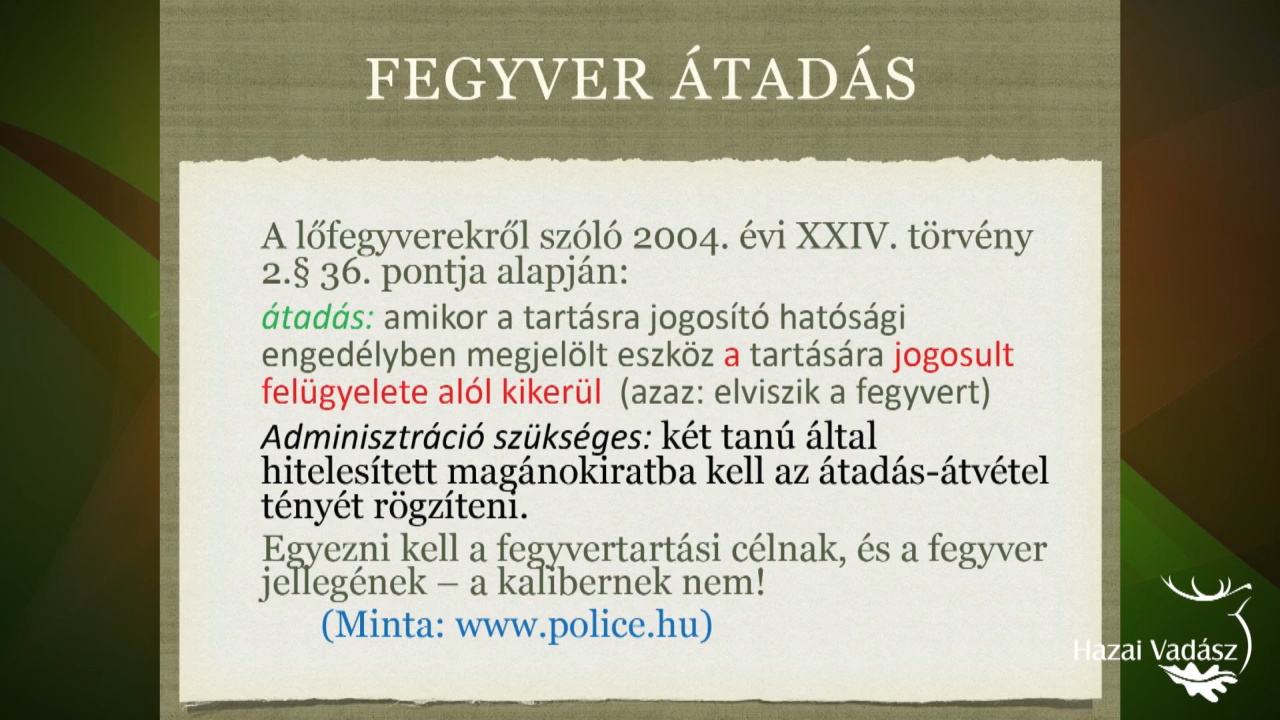 FEGYVER ÁTADÁS
A lőfegyverekről szóló 2004. évi XXIV. törvény
2.§ 36. pontja alapján:
átadás: amikor a tartásra jogosító hatósági
engedélyben megjelölt eszköz a tartására jogosult
felügyelete alól kikerül (azaz: elviszik a fegyvert)
Adminisztráció szükséges: két tanú által
hitelesített magánokiratba kell az átadás-átvétel
tényét rögzíteni.
Egyezni kell a fegyvertartási célnak, és a fegyver
jellegének – a kalibernek nem!
(Minta: www.police.hu)
Hazai Vadász